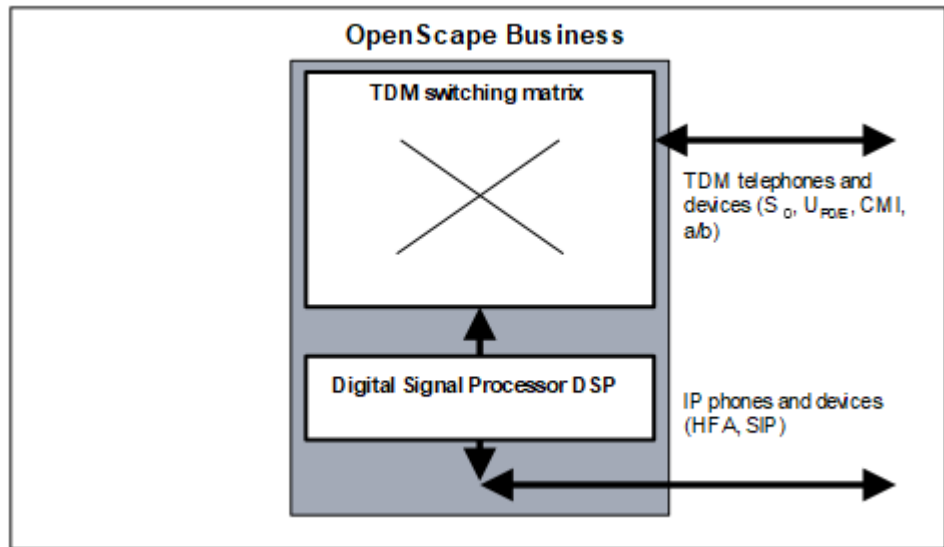 OpenScape Business
TDM switching matrix
TDM telephones and
devices (S₀, U_P0/E, CMI,
a/b)
Digital Signal Processor DSP
IP phones and devices
(HFA, SIP)